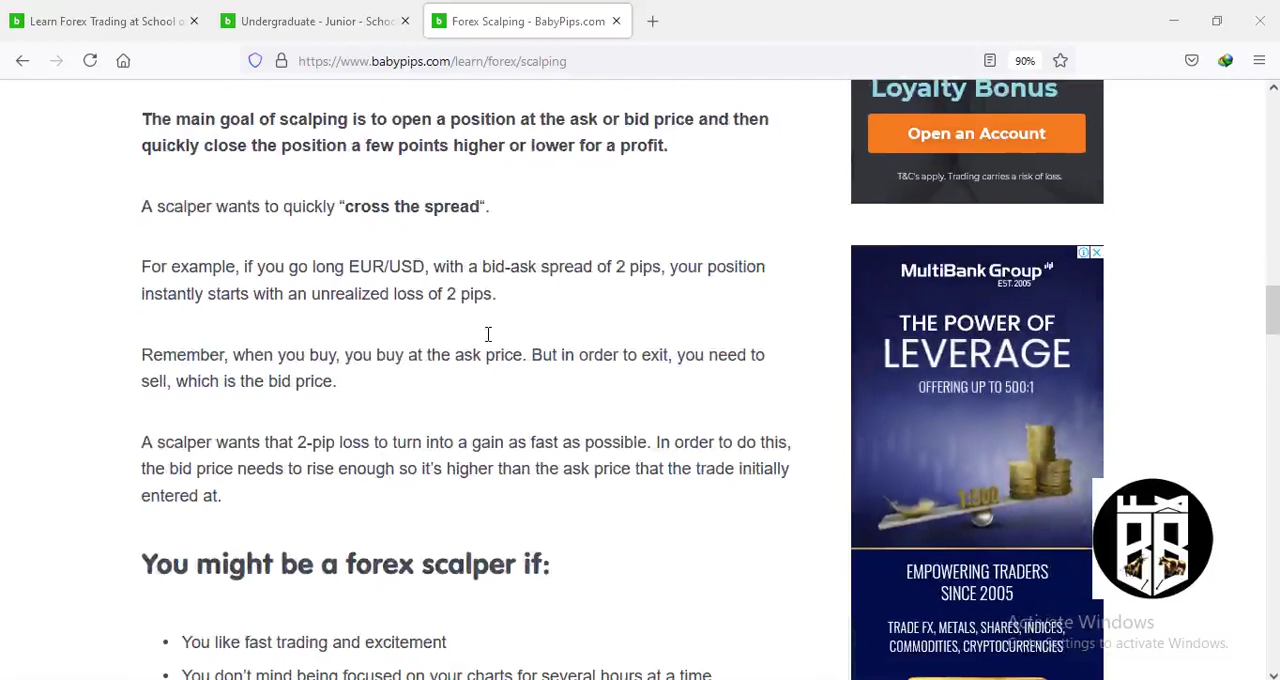 Learn Forex Trading at School o
Undergraduate - Junior - Schoo
Forex Scalping - BabyPips.com
https://www.babypips.com/learn/forex/scalping
90%
The main goal of scalping is to open a position at the ask or bid price and then
quickly close the position a few points higher or lower for a profit.
A scalper wants to quickly “cross the spread“.
For example, if you go long EUR/USD, with a bid-ask spread of 2 pips, your position
instantly starts with an unrealized loss of 2 pips.
Remember, when you buy, you buy at the ask price. But in order to exit, you need to
sell, which is the bid price.
A scalper wants that 2-pip loss to turn into a gain as fast as possible. In order to do this,
the bid price needs to rise enough so it’s higher than the ask price that the trade initially
entered at.
You might be a forex scalper if:
• You like fast trading and excitement
• You don’t mind being focused on your charts for several hours at a time
Loyalty Bonus
Open an Account
T&C's apply. Trading carries a risk of loss.
MultiBank Group
EST.2005
THE POWER OF
LEVERAGE
OFFERING UP TO 500:1
1:500
EMPOWERING TRADERS
SINCE 2005
TRADE FX, METALS, SHARES, INDICES,
COMMODITIES, CRYPTOCURRENCIES
Activate Windows
Settings to activate Windows.